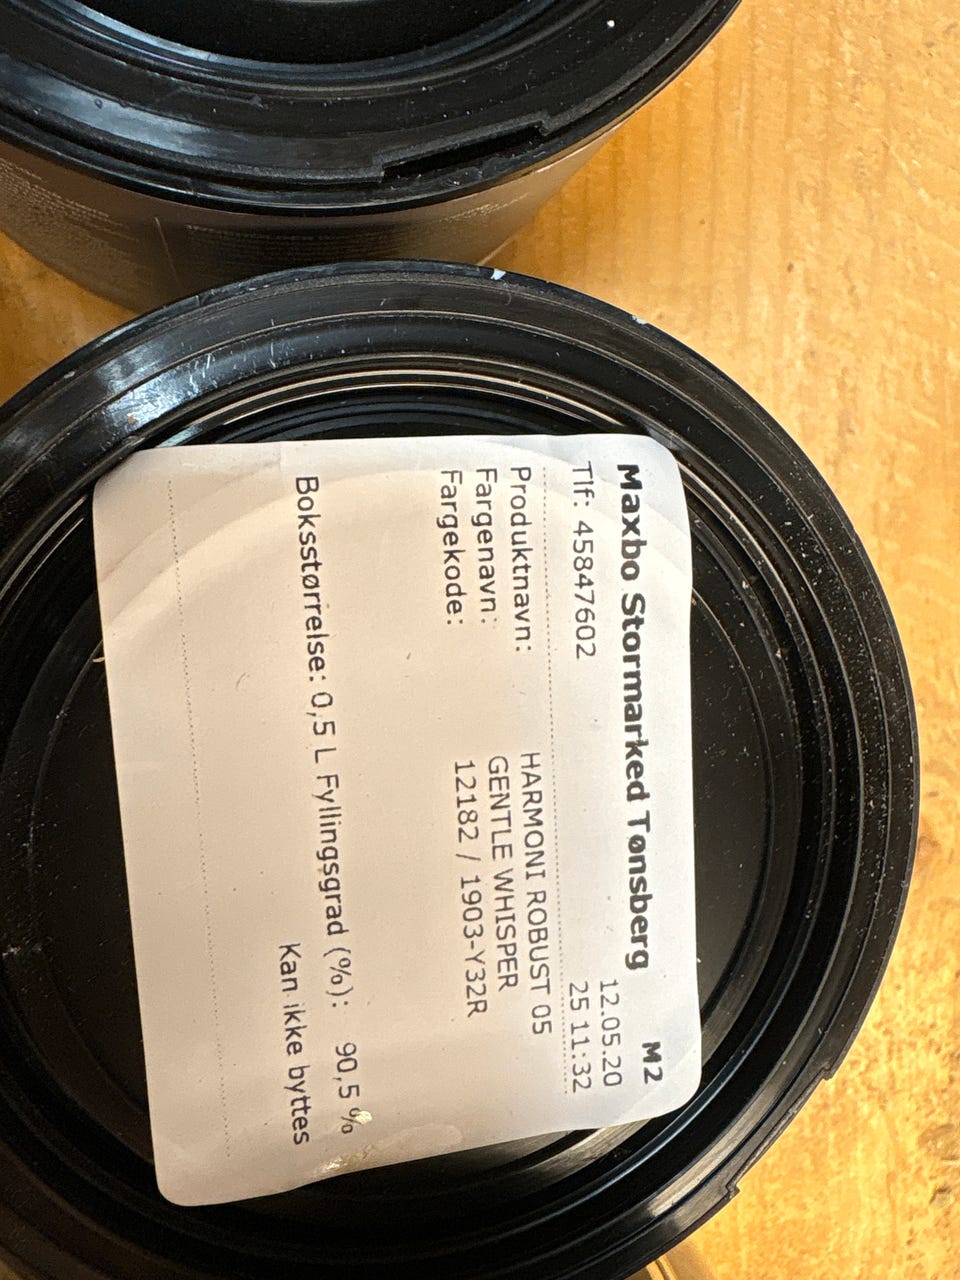 Maxbo Stormarked Tønsberg M2
Tlf: 45847602 12.05.20
25 11:32
Produktnavn: HARMONI ROBUST 05
Fargenavn: GENTLE WHISPER
Fargekode: 12182 / 1903-Y32R
Boksstørrelse: 0,5 L Fyllingsgrad (%): 90,5 %
Kan ikke byttes